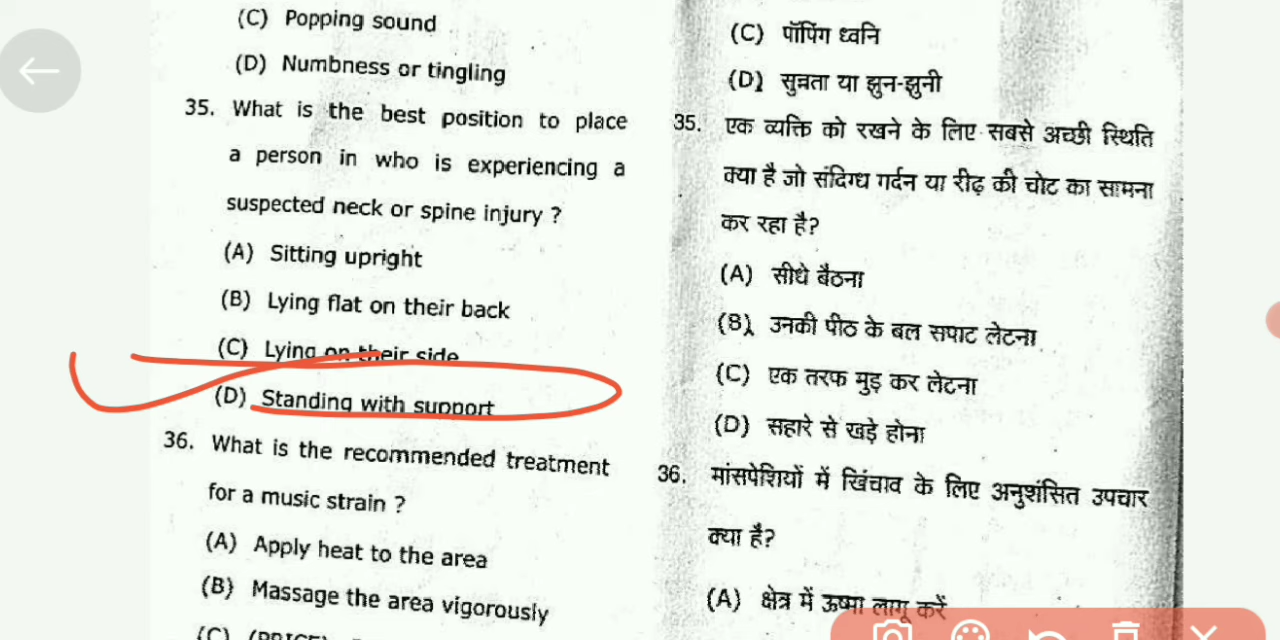 (C) Popping sound
(D) Numbness or tingling
35. What is the best position to place
a person in who is experiencing a
suspected neck or spine injury ?
(A) Sitting upright
(B) Lying flat on their back
(C) Lying on their side
(D) Standing with support
36. What is the recommended treatment
for a music strain ?
(A) Apply heat to the area
(B) Massage the area vigorously
(C) (PRICE)
(C) पॉपिंग ध्वनि
(D) सुन्नता या झुन-झुनी
35. एक व्यक्ति को रखने के लिए सबसे अच्छी स्थिति
क्या है जो संदिग्ध गर्दन या रीढ़ की चोट का सामना
कर रहा है?
(A) सीधे बैठना
(B) उनकी पीठ के बल सपाट लेटना
(C) एक तरफ मुड़ कर लेटना
(D) सहारे से खड़े होना
36. मांसपेशियों में खिंचाव के लिए अनुशंसित उपचार
क्या है?
(A) क्षेत्र में ऊष्मा लागू करें